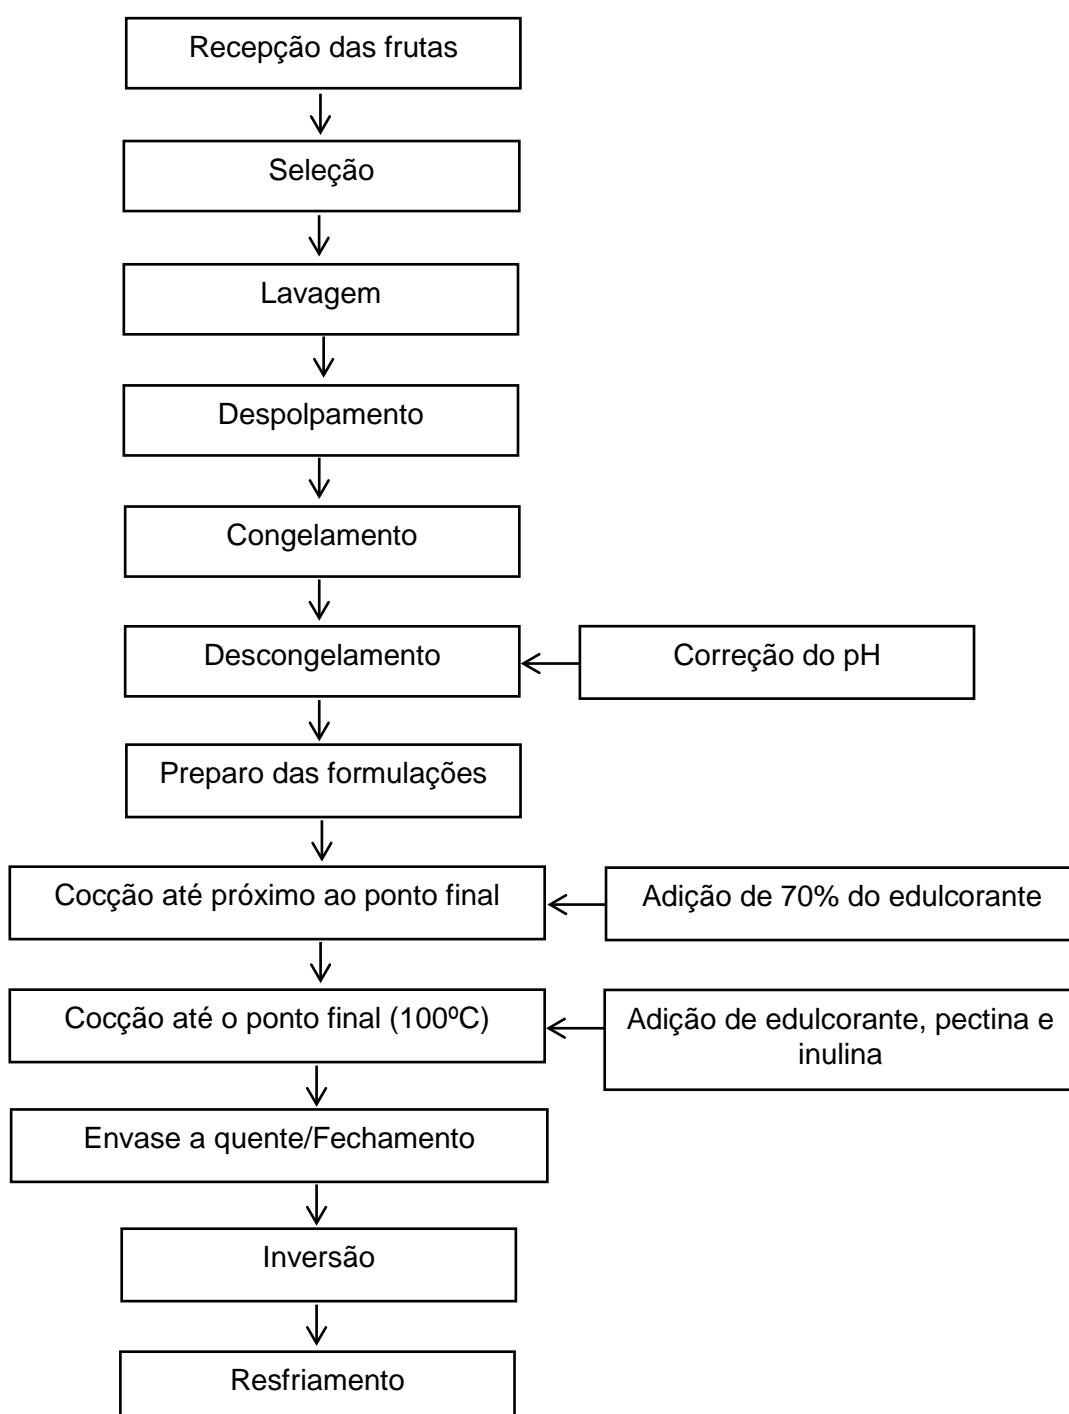 Recepção das frutas
Seleção
Lavagem
Despolpamento
Congelamento
Descongelamento
Correção do pH
Preparo das formulações
Cocção até próximo ao ponto final
Adição de 70% do edulcorante
Cocção até o ponto final (100ºC)
Adição de edulcorante, pectina e
inulina
Envase a quente/Fechamento
Inversão
Resfriamento